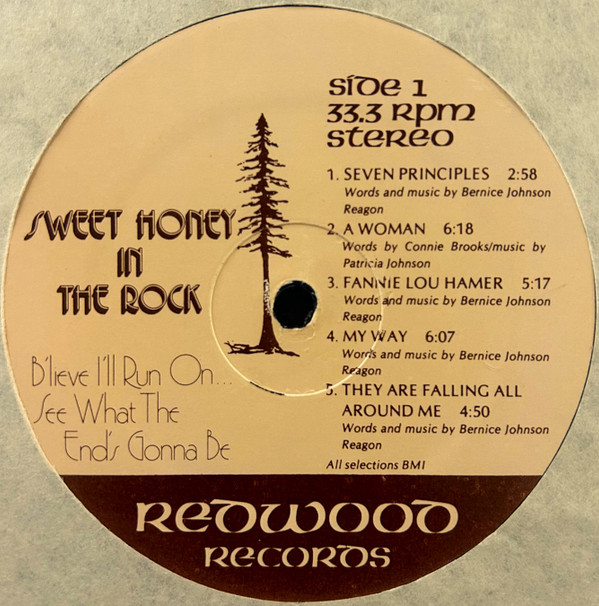 SIDE 1
33.3 RPM
STEREO
1. SEVEN PRINCIPLES 2:58
Words and music by Bernice Johnson
Reagon
2. A WOMAN 6:18
Words by Connie Brooks/music by
Patricia Johnson
3. FANNIE LOU HAMER 5:17
Words and music by Bernice Johnson
Reagon
4. MY WAY 6:07
Words and music by Bernice Johnson
Reagon
5. THEY ARE FALLING ALL
AROUND ME 4:50
Words and music by Bernice Johnson
Reagon
All selections BMI
SWEET HONEY
IN
THE ROCK
B'lieve I'll Run On...
See What The
End's Gonna Be
REDWOOD
RECORDS